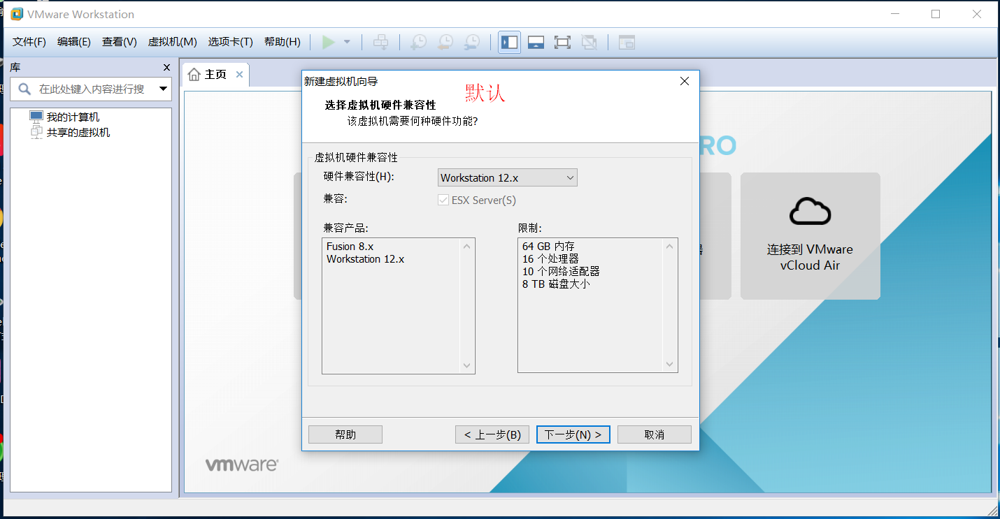 VMware Workstation
文件(F) 编辑(E) 查看(V) 虚拟机(M) 选项卡(T) 帮助(H)
库
主页
在此处键入内容进行搜
我的计算机
共享的虚拟机
新建虚拟机向导
默认
选择虚拟机硬件兼容性
该虚拟机需要何种硬件功能?
RO
虚拟机硬件兼容性
硬件兼容性(H):
Workstation 12.x
兼容:
ESX Server(S)
兼容产品:
限制:
Fusion 8.x
Workstation 12.x
64 GB 内存
16 个处理器
10 个网络适配器
8 TB 磁盘大小
连接到 VMware
vCloud Air
帮助
< 上一步(B)
下一步(N) >
取消
vmware